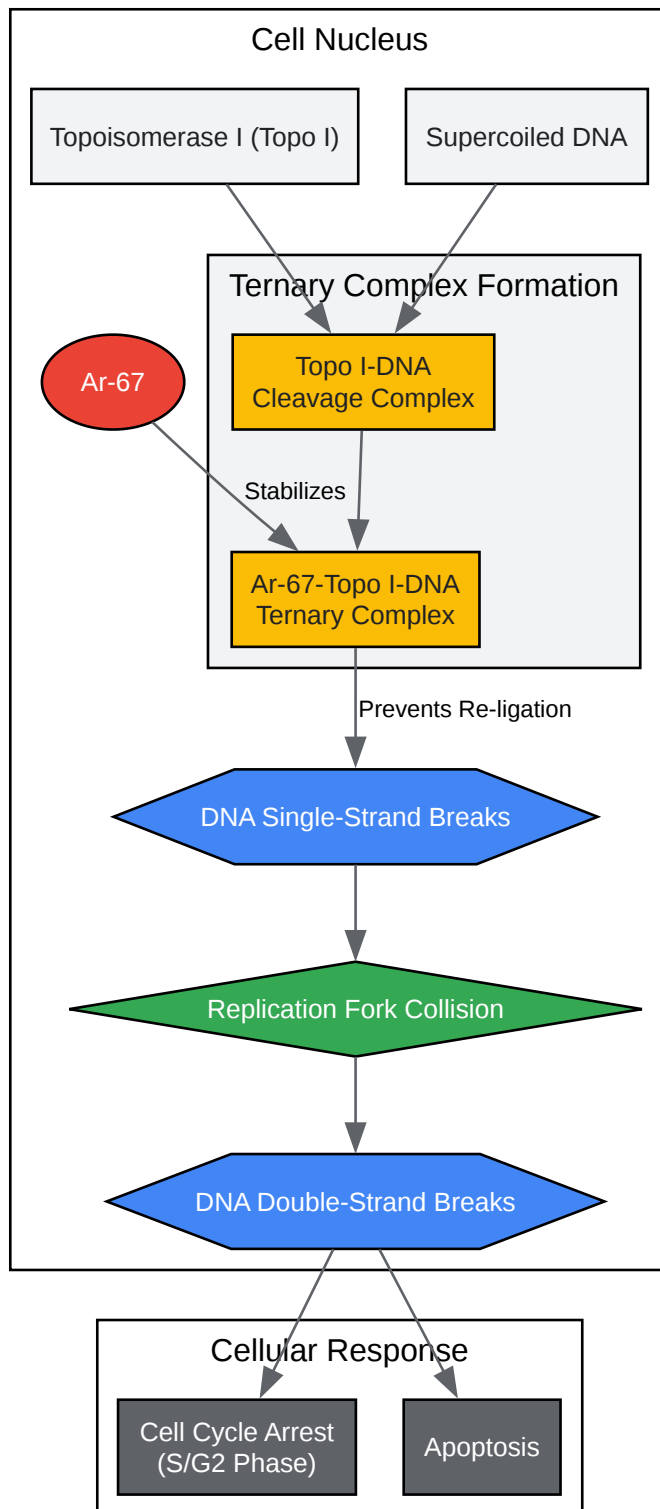 Cell Nucleus
Topoisomerase I (Topo I)
Supercoiled DNA
Ternary Complex Formation
Topo I-DNA
Cleavage Complex
Ar-67
Stabilizes
Ar-67-Topo I-DNA
Ternary Complex
Prevents Re-ligation
DNA Single-Strand Breaks
Replication Fork Collision
DNA Double-Strand Breaks
Cellular Response
Cell Cycle Arrest
(S/G2 Phase)
Apoptosis